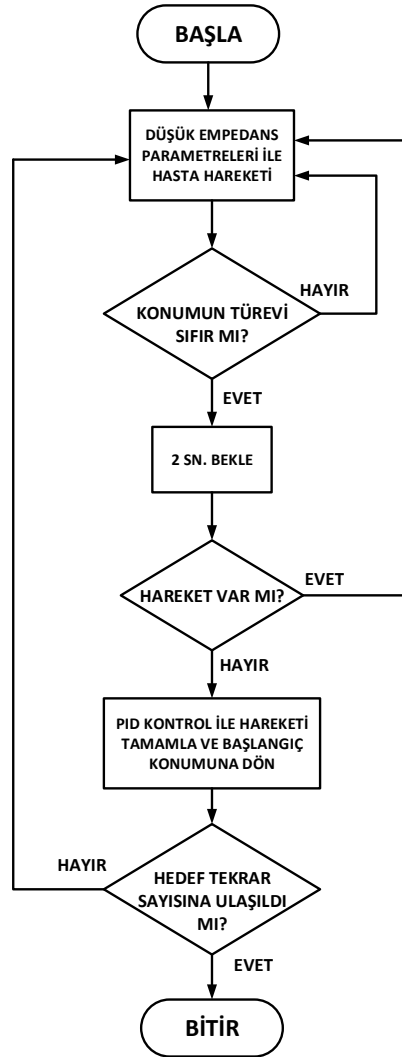 BAŞLA
DÜŞÜK EMPEDANS
PARAMETRELERİ İLE
HASTA HAREKETİ
HAYIR
KONUMUN TÜREVİ
SIFIR MI?
EVET
2 SN. BEKLE
EVET
HAREKET VAR MI?
HAYIR
PID KONTROL İLE HAREKETİ
TAMAMLA VE BAŞLANGIÇ
KONUMUNA DÖN
HAYIR
HEDEF TEKRAR
SAYISINA ULAŞILDI
MI?
EVET
BİTİR